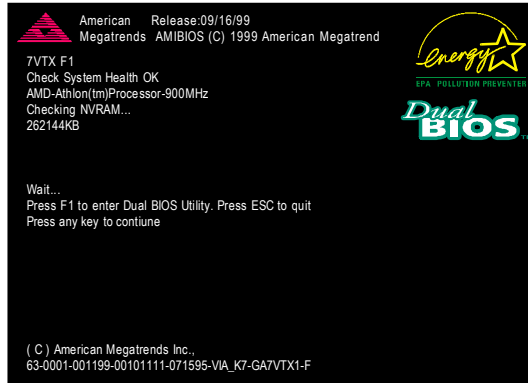 American Release:09/16/99
Megatrends AMIBIOS (C) 1999 American Megatrend
energy
EPA POLLUTION PREVENTER
7VTX F1
Check System Health OK
AMD-Athlon(tm)Processor-900MHz
Checking NVRAM...
262144KB
Dual
BIOS TM
Wait...
Press F1 to enter Dual BIOS Utility. Press ESC to quit
Press any key to contiune
( C ) American Megatrends Inc.,
63-0001-001199-00101111-071595-VIA_K7-GA7VTX1-F